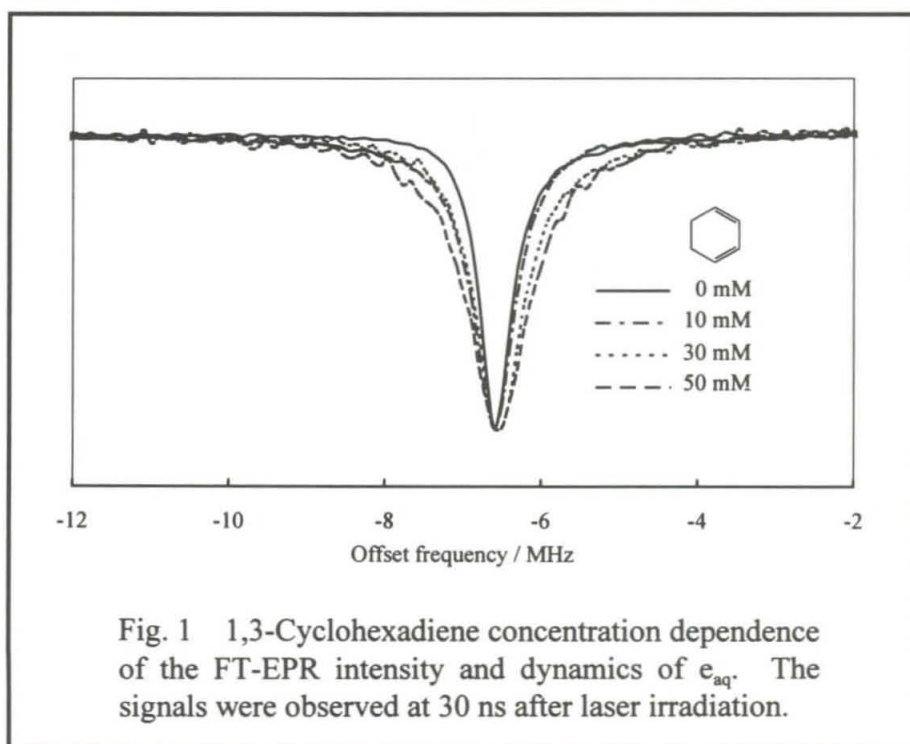 0 mM
10 mM
30 mM
50 mM
-12 -10 -8 -6 -4 -2
Offset frequency / MHz
Fig. 1 1,3-Cyclohexadiene concentration dependence
of the FT-EPR intensity and dynamics of eaq. The
signals were observed at 30 ns after laser irradiation.